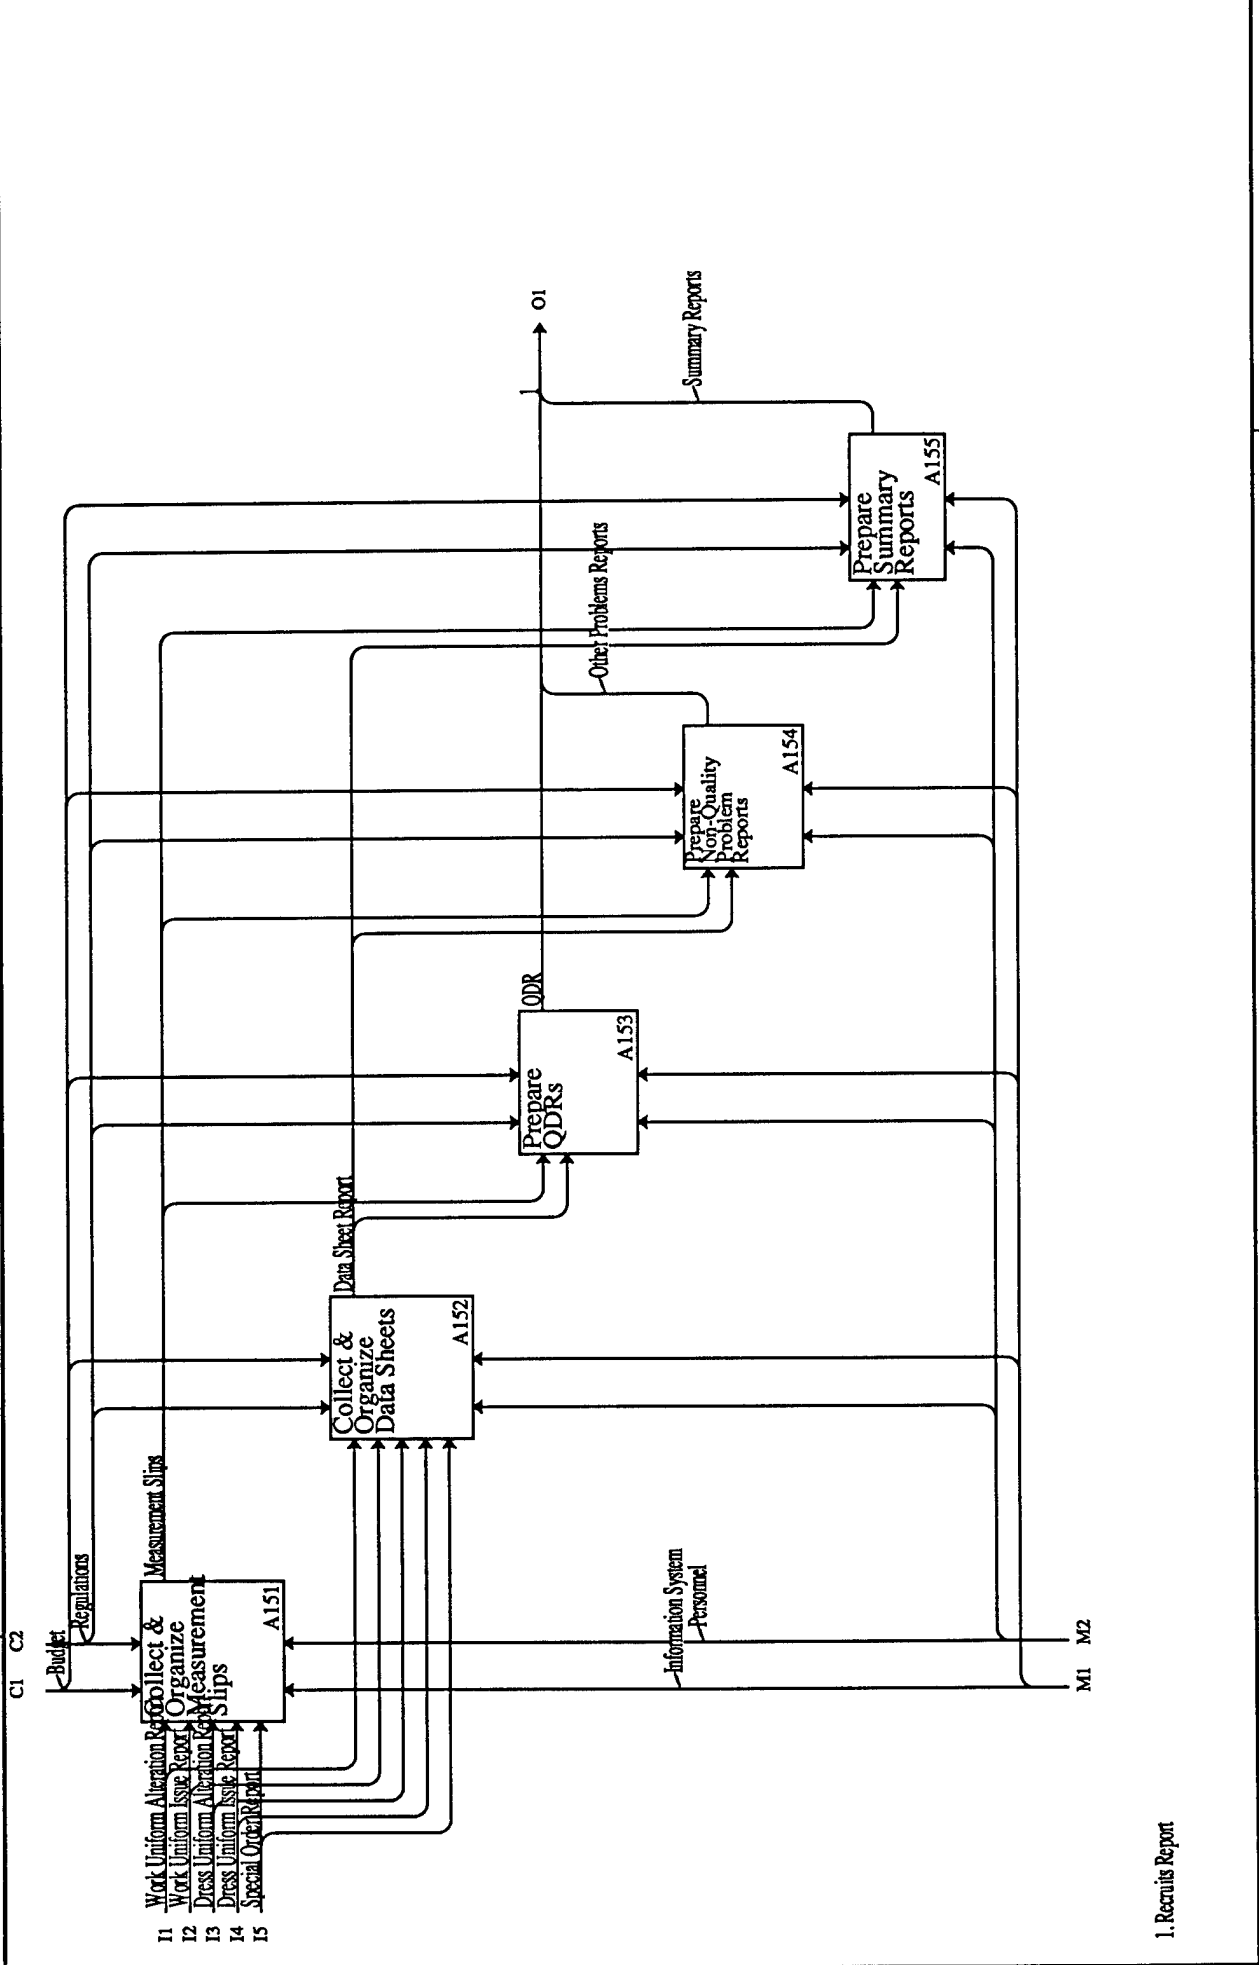 C1
C2
Budget
Regulations
I1
Work Uniform Alteration Report
I2
Work Uniform Issue Report
I3
Dress Uniform Alteration Report
I4
Dress Uniform Issue Report
I5
Special Order Report
Collect &
Organize
Measurement
Slips
A151
Measurement Slips
Collect &
Organize
Data Sheets
A152
Data Sheet Report
Prepare
QDRs
A153
QDR
Prepare
Non-Quality
Problem
Reports
A154
Other Problems Reports
Prepare
Summary
Reports
A155
Summary Reports
1
O1
Information System
Personnel
M1
M2
1. Recruits Report